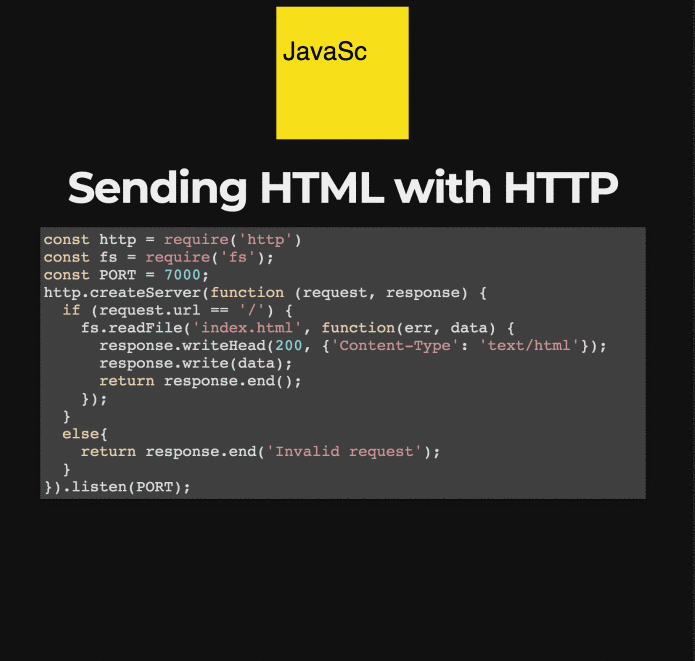 JavaSc
Sending HTML with HTTP
const http = require('http')
const fs = require('fs');
const PORT = 7000;
http.createServer(function (request, response) {
  if (request.url == '/') {
    fs.readFile('index.html', function(err, data) {
      response.writeHead(200, {'Content-Type': 'text/html'});
      response.write(data);
      return response.end();
    });
  }
  else{
    return response.end('Invalid request');
  }
}).listen(PORT);